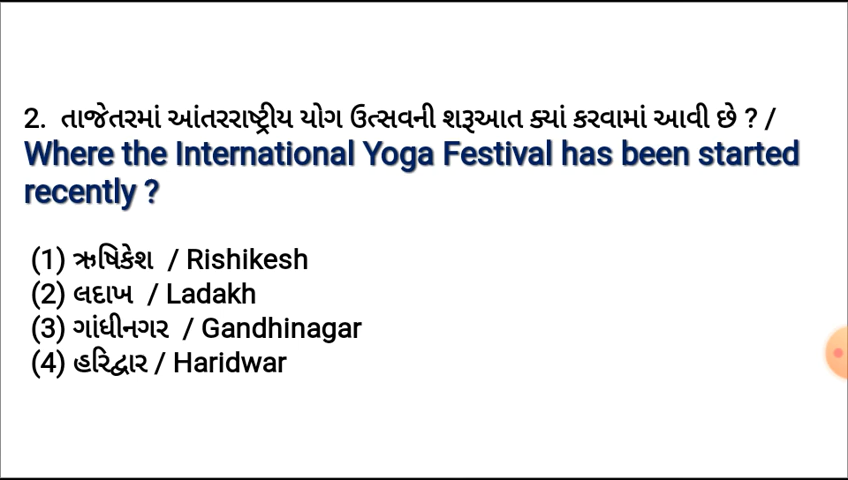 2. તાજેતરમાં આંતરરાષ્ટ્રીય યોગ ઉત્સવની શરૂઆત ક્યાં કરવામાં આવી છે ? /
Where the International Yoga Festival has been started
recently ?
(1) ઋષિકેશ / Rishikesh
(2) લદાખ / Ladakh
(3) ગાંધીનગર / Gandhinagar
(4) હરિદ્વાર / Haridwar